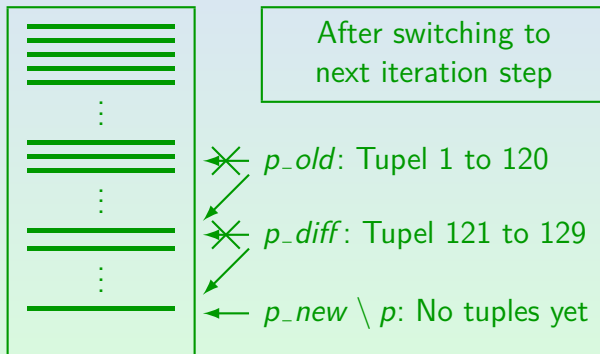 After switching to
next iteration step
p_old: Tupel 1 to 120
p_diff: Tupel 121 to 129
p_new \ p: No tuples yet